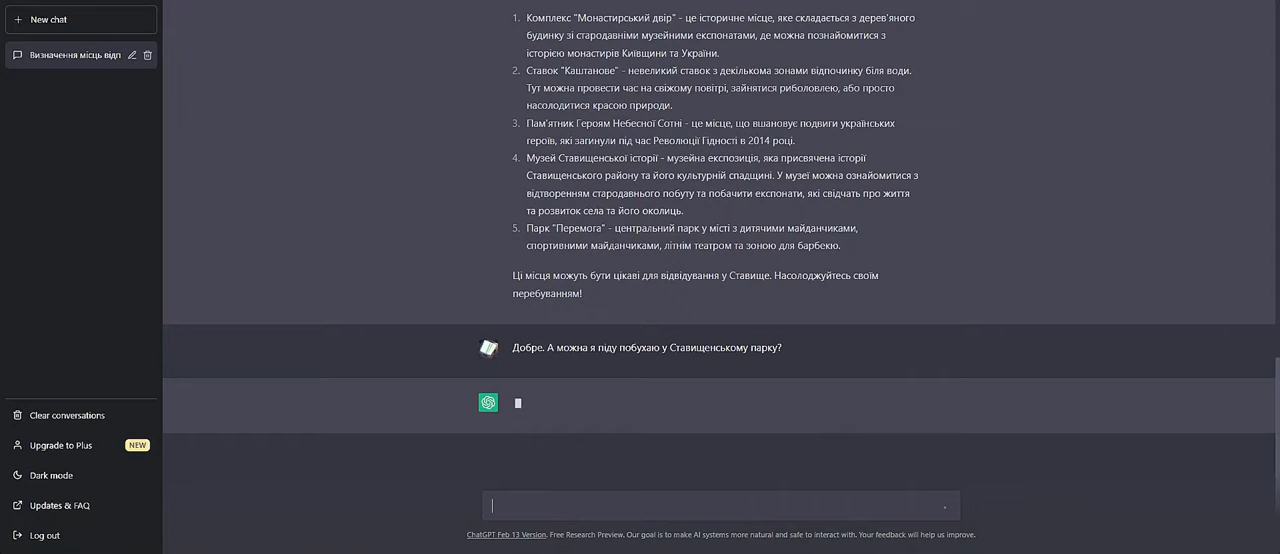 New chat
Визначення місць відп
1. Комплекс "Монастирський двір" - це історичне місце, яке складається з дерев'яного
будинку зі стародавніми музейними експонатами, де можна познайомитися з
історією монастирів Київщини та України.
2. Ставок "Каштанове" - невеликий ставок з декількома зонами відпочинку біля води.
Тут можна провести час на свіжому повітрі, зайнятися риболовлею, або просто
насолодитися красою природи.
3. Пам'ятник Героям Небесної Сотні - це місце, що вшановує подвиги українських
героїв, які загинули під час Революції Гідності в 2014 році.
4. Музей Ставищенської історії - музейна експозиція, яка присвячена історії
Ставищенського району та його культурній спадщині. У музеї можна ознайомитися з
відтворенням стародавнього побуту та побачити експонати, які свідчать про життя
та розвиток села та його околиць.
5. Парк "Перемога" - центральний парк у місті з дитячими майданчиками,
спортивними майданчиками, літнім театром та зоною для барбекю.
Ці місця можуть бути цікаві для відвідування у Ставище. Насолоджуйтесь своїм
перебуванням!
Добре. А можна я піду побухаю у Ставищенському парку?
Clear conversations
Upgrade to Plus NEW
Dark mode
Updates & FAQ
Log out
ChatGPT Feb 13 Version. Free Research Preview. Our goal is to make AI systems more natural and safe to interact with. Your feedback will help us improve.